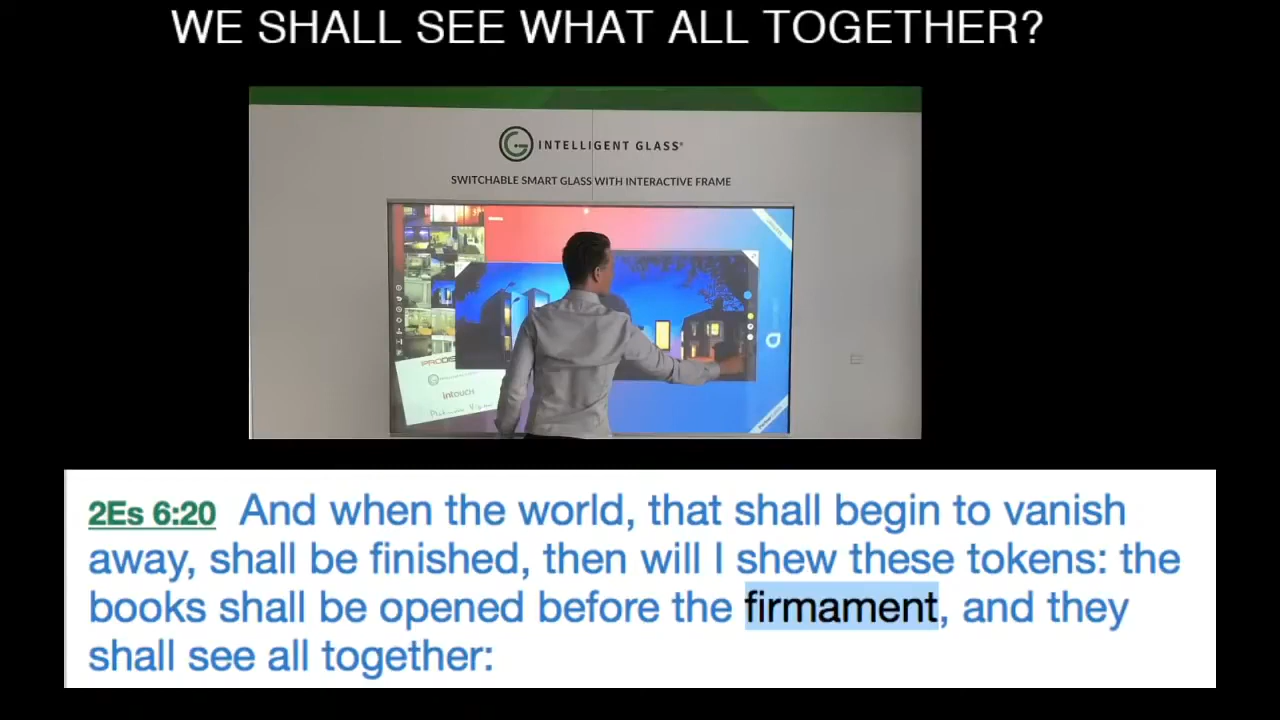 WE SHALL SEE WHAT ALL TOGETHER?
INTELLIGENT GLASS®
SWITCHABLE SMART GLASS WITH INTERACTIVE FRAME
intoucH
2Es 6:20 And when the world, that shall begin to vanish
away, shall be finished, then will I shew these tokens: the
books shall be opened before the firmament, and they
shall see all together: